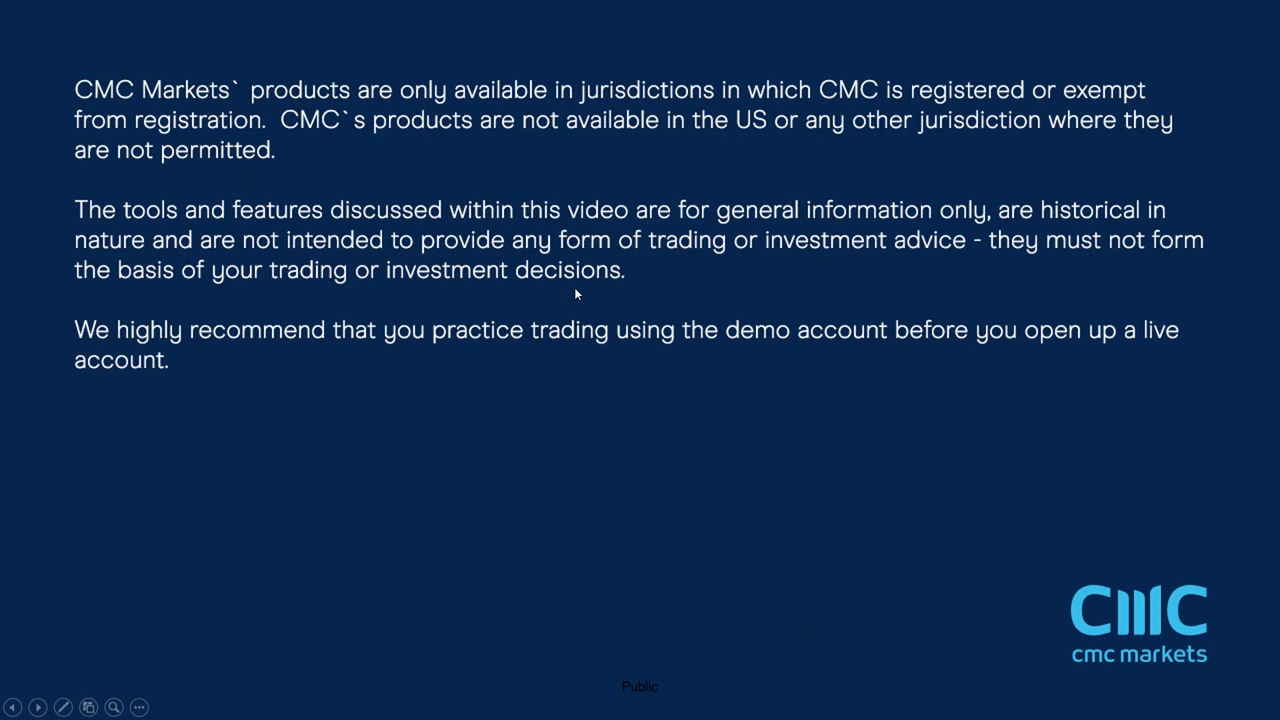 CMC Markets` products are only available in jurisdictions in which CMC is registered or exempt
from registration.  CMC`s products are not available in the US or any other jurisdiction where they
are not permitted.
The tools and features discussed within this video are for general information only, are historical in
nature and are not intended to provide any form of trading or investment advice - they must not form
the basis of your trading or investment decisions.
We highly recommend that you practice trading using the demo account before you open up a live
account.
CMC
cmc markets
Public